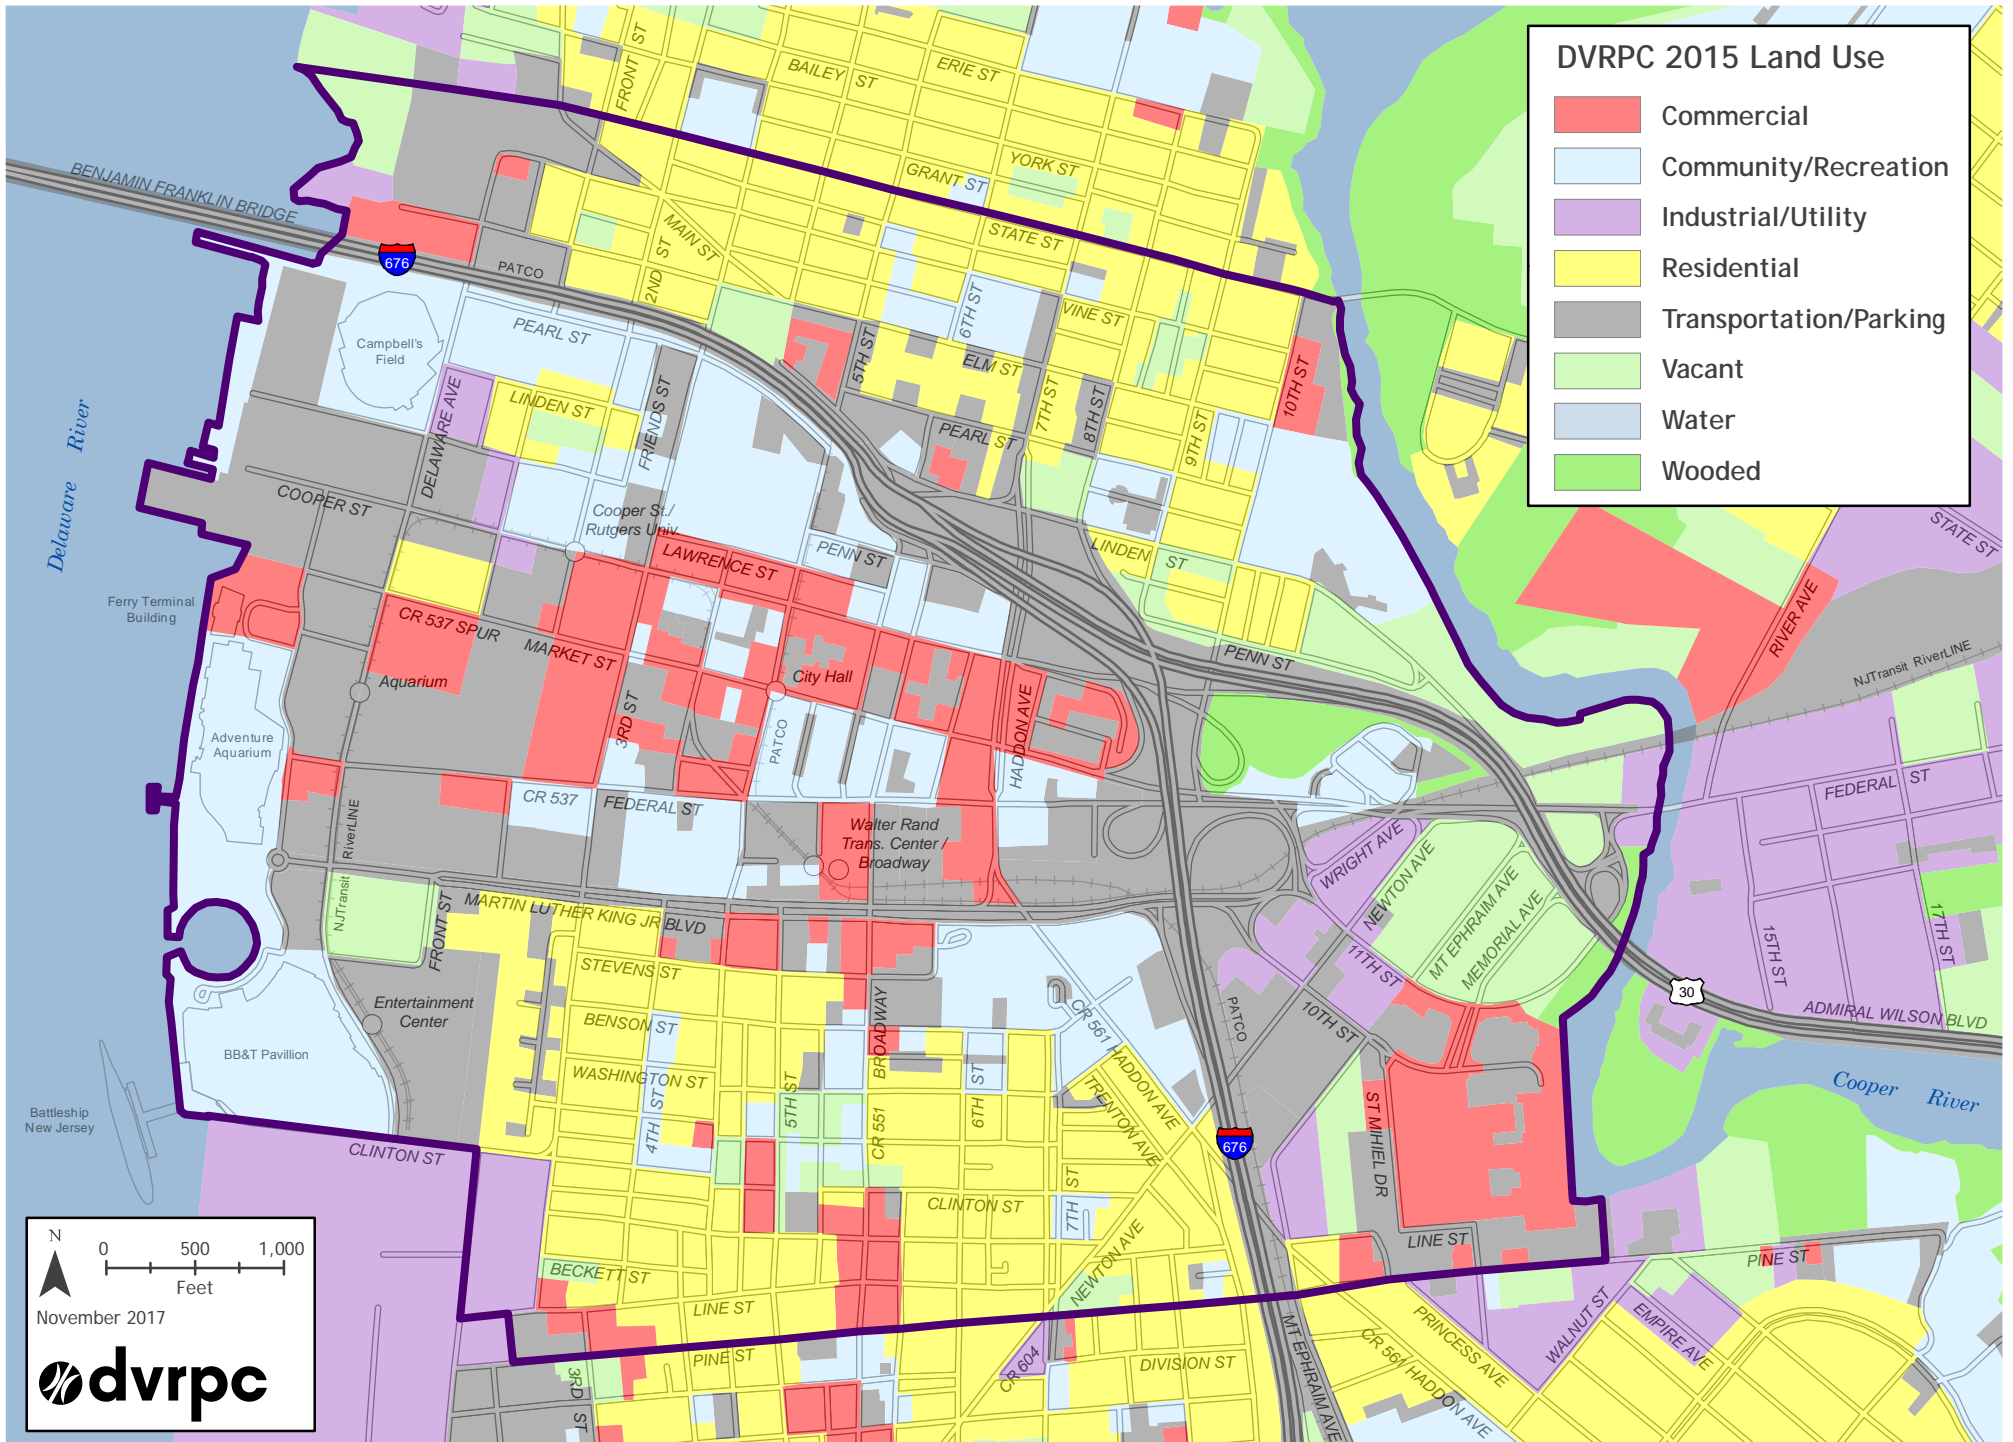 DVRPC 2015 Land Use
Commercial
Community/Recreation
Industrial/Utility
Residential
Transportation/Parking
Vacant
Water
Wooded
FRONT ST
BAILEY ST
ERIE ST
YORK ST
GRANT ST
STATE ST
BENJAMIN FRANKLIN BRIDGE
676
PATCO
MAIN ST
2ND ST
PEARL ST
Campbell's
Field
6TH ST
VINE ST
5TH ST
ELM ST
LINDEN ST
DELAWARE AVE
FRIENDS ST
7TH ST
8TH ST
9TH ST
10TH ST
PEARL ST
Delaware River
COOPER ST
Cooper St./
Rutgers Univ.
LAWRENCE ST
PENN ST
LINDEN ST
STATE ST
Ferry Terminal
Building
CR 537 SPUR
MARKET ST
Aquarium
City Hall
PENN ST
RIVER AVE
NJTransit RiverLINE
3RD ST
PATCO
HADDON AVE
Adventure
Aquarium
CR 537
FEDERAL ST
FEDERAL ST
NJTransit RiverLINE
Walter Rand
Trans. Center /
Broadway
WRIGHT AVE
NEWTON AVE
MT EPHRAIM AVE
MEMORIAL AVE
FRONT ST
MARTIN LUTHER KING JR BLVD
11TH ST
15TH ST
17TH ST
STEVENS ST
30
ADMIRAL WILSON BLVD
Entertainment
Center
BENSON ST
BROADWAY
CR 561 HADDON AVE
PATCO
10TH ST
BB&T Pavillion
WASHINGTON ST
4TH ST
5TH ST
CR 551
6TH ST
TRENTON AVE
Cooper River
Battleship
New Jersey
CLINTON ST
676
ST MIHIEL DR
CLINTON ST
7TH ST
NEWTON AVE
LINE ST
PINE ST
BECKETT ST
LINE ST
PINE ST
3RD ST
CR 604
DIVISION ST
MT EPHRAIM AVE
CR 561 HADDON AVE
PRINCESS AVE
WALNUT ST
EMPIRE AVE
N
0 500 1,000
Feet
November 2017
dvrpc